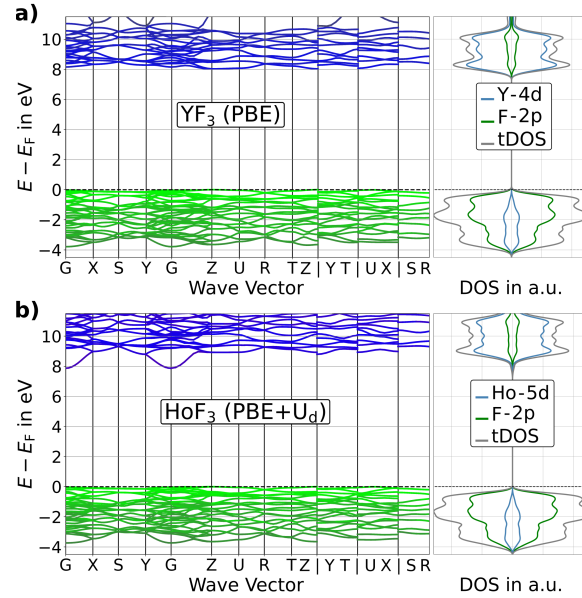 a)
10
8
6
4
2
0
−2
−4
E − E_F in eV
YF₃ (PBE)
G X S Y G Z U R T Z | Y T | U X | S R
Wave Vector
Y-4d
F-2p
tDOS
DOS in a.u.
b)
10
8
6
4
2
0
−2
−4
E − E_F in eV
HoF₃ (PBE+U_d)
G X S Y G Z U R T Z | Y T | U X | S R
Wave Vector
Ho-5d
F-2p
tDOS
DOS in a.u.